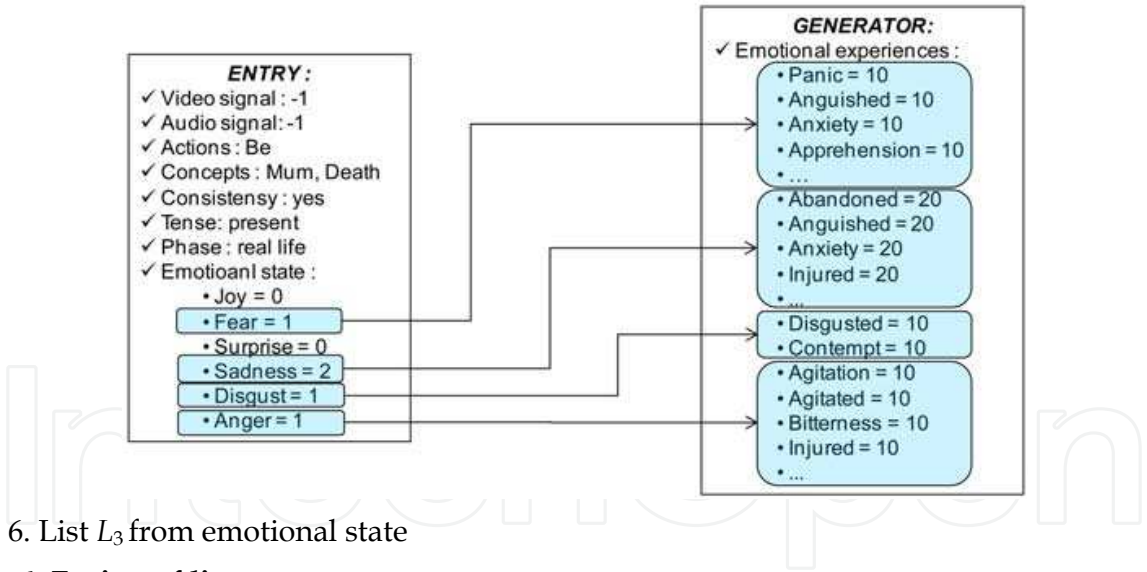 ENTRY :
✓ Video signal : -1
✓ Audio signal: -1
✓ Actions : Be
✓ Concepts : Mum, Death
✓ Consistensy : yes
✓ Tense: present
✓ Phase : real life
✓ Emotioanl state :
• Joy = 0
• Fear = 1
• Surprise = 0
• Sadness = 2
• Disgust = 1
• Anger = 1
GENERATOR:
✓ Emotional experiences :
• Panic = 10
• Anguished = 10
• Anxiety = 10
• Apprehension = 10
• ...
• Abandoned = 20
• Anguished = 20
• Anxiety = 20
• Injured = 20
• ...
• Disgusted = 10
• Contempt = 10
• Agitation = 10
• Agitated = 10
• Bitterness = 10
• Injured = 10
• ...
6. List L3 from emotional state